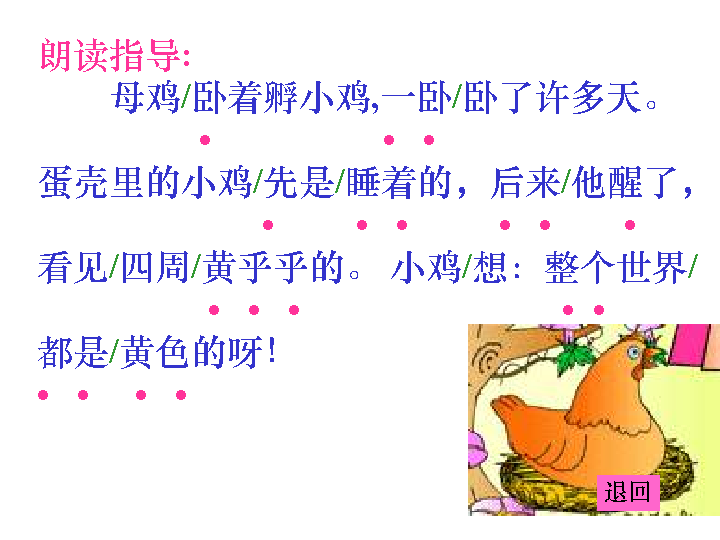 朗读指导:
母鸡/卧着孵小鸡,一卧/卧了许多天。
蛋壳里的小鸡/先是/睡着的，后来/他醒了，
看见/四周/黄乎乎的。 小鸡/想：整个世界/
都是/黄色的呀！
退回